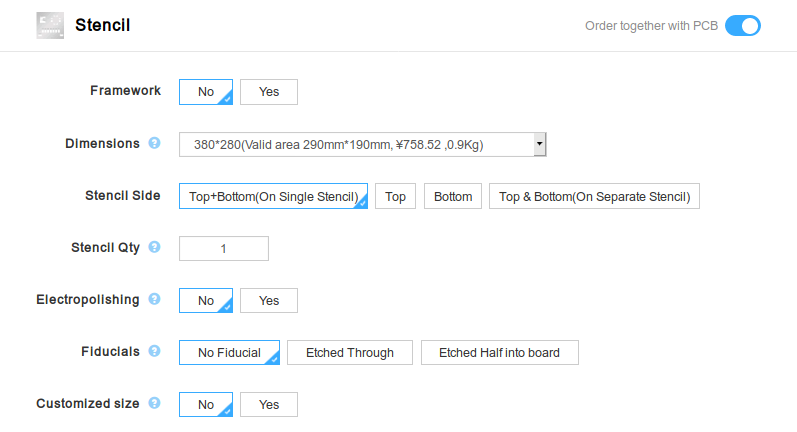 Stencil
Order together with PCB
Framework No Yes
Dimensions ? 380*280(Valid area 290mm*190mm, ¥758.52 ,0.9Kg)
Stencil Side Top+Bottom(On Single Stencil) Top Bottom Top & Bottom(On Separate Stencil)
Stencil Qty ? 1
Electropolishing ? No Yes
Fiducials ? No Fiducial Etched Through Etched Half into board
Customized size ? No Yes